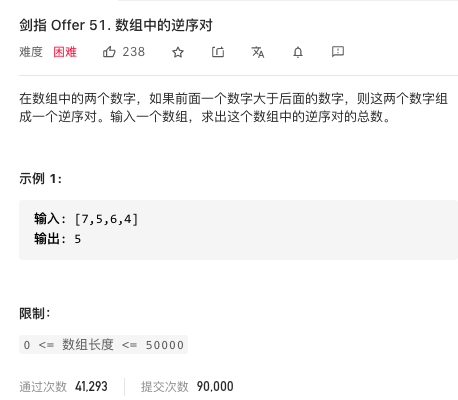 剑指 Offer 51. 数组中的逆序对
难度 困难 238
在数组中的两个数字，如果前面一个数字大于后面的数字，则这两个数字组
成一个逆序对。输入一个数组，求出这个数组中的逆序对的总数。
示例 1:
输入: [7,5,6,4]
输出: 5
限制：
0 <= 数组长度 <= 50000
通过次数 41,293 提交次数 90,000